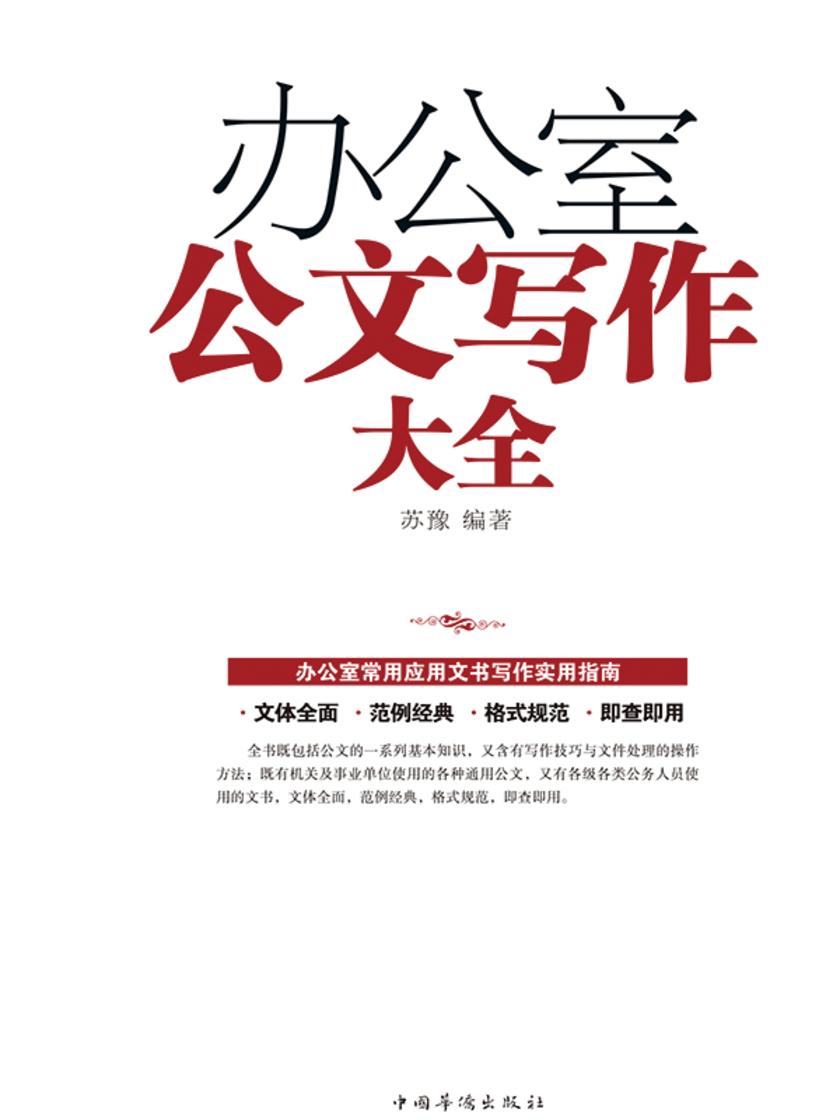 办公室
公文写作
大全
苏豫 编著
办公室常用应用文书写作实用指南
·文体全面 ·范例经典 ·格式规范 ·即查即用
全书既包括公文的一系列基本知识，又含有写作技巧与文件处理的操作
方法；既有机关及事业单位使用的各种通用公文，又有各级各类公务人员使
用的文书，文体全面，范例经典，格式规范，即查即用。
中国华侨出版社